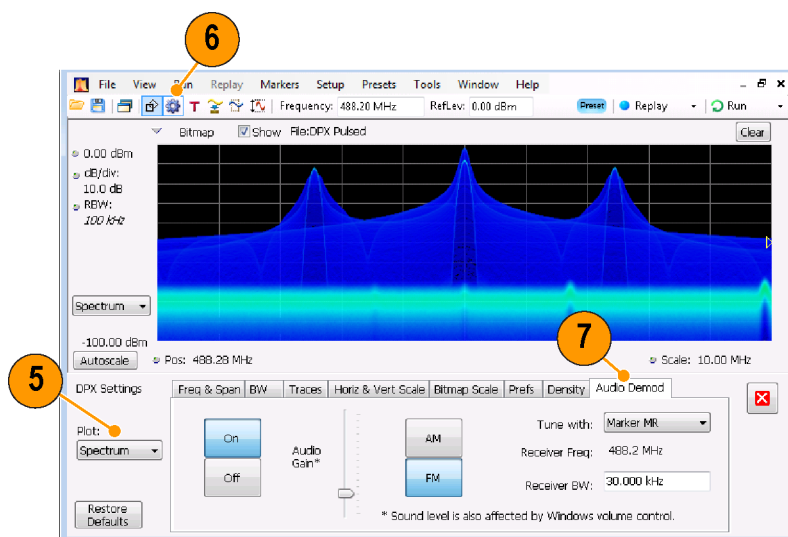 6
File View Run Replay Markers Setup Presets Tools Window Help
T Frequency: 488.20 MHz RefLev: 0.00 dBm Preset Replay Run
Bitmap Show File:DPX Pulsed Clear
0.00 dBm
dB/div:
10.0 dB
RBW:
100 kHz
Spectrum
-100.00 dBm
7
Autoscale Pos: 488.28 MHz Scale: 10.00 MHz
5
DPX Settings Freq & Span BW Traces Horiz & Vert Scale Bitmap Scale Prefs Density Audio Demod
Plot:
Spectrum
On
Off
Audio
Gain*
AM
FM
Tune with: Marker MR
Receiver Freq: 488.2 MHz
Receiver BW: 30.000 kHz
Restore
Defaults
* Sound level is also affected by Windows volume control.